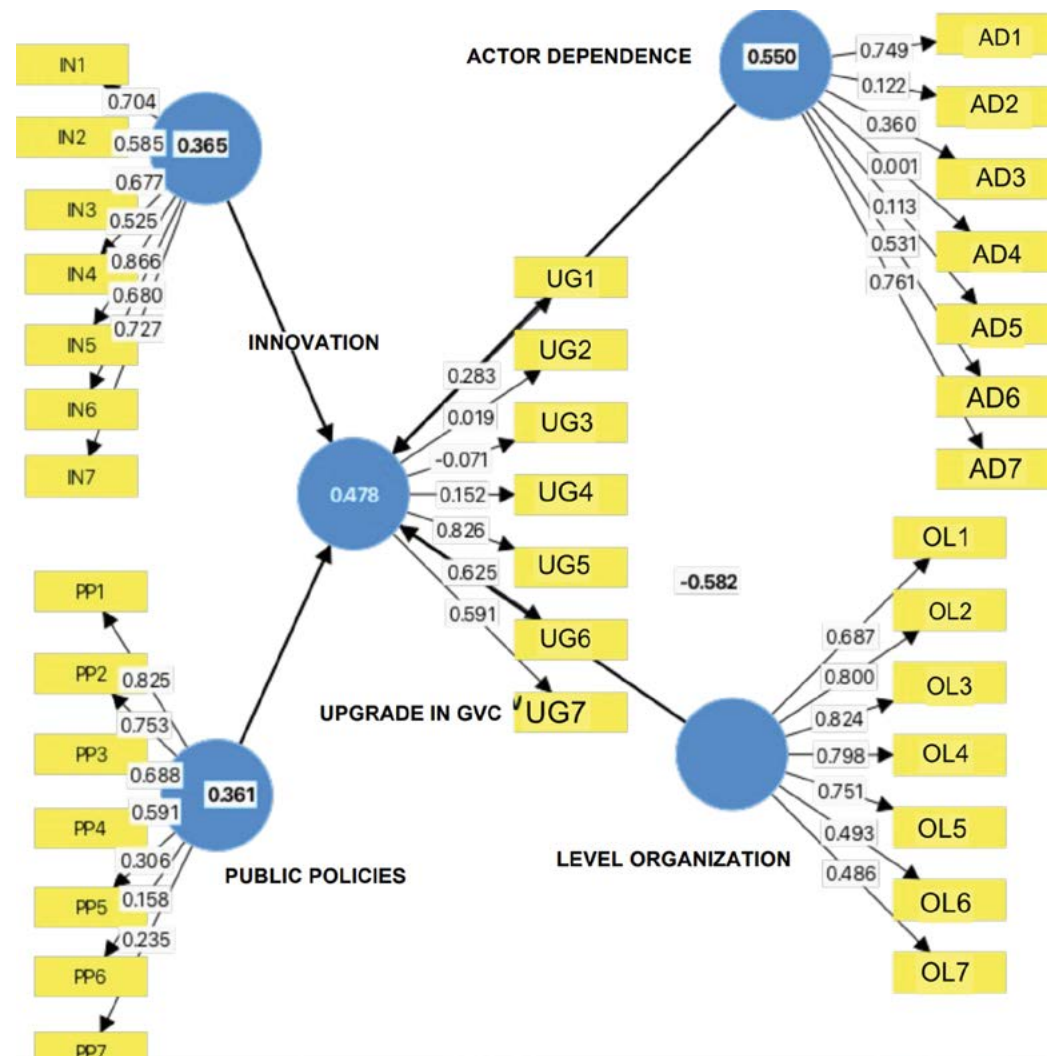 ACTOR DEPENDENCE
0.550
0.749
AD1
0.122
AD2
0.360
AD3
0.001
AD4
0.113
AD5
0.531
AD6
0.761
AD7
IN1
0.704
IN2
0.585
0.365
0.677
IN3
0.525
IN4
0.866
0.680
IN5
0.727
IN6
IN7
INNOVATION
UG1
UG2
0.283
0.019
UG3
-0.071
0.478
0.152
UG4
0.826
UG5
0.625
0.591
UG6
UPGRADE IN GVC
UG7
-0.582
PP1
PP2
0.825
0.753
PP3
0.688
0.361
0.591
PP4
0.306
PP5
0.158
0.235
PP6
PP7
PUBLIC POLICIES
OL1
OL2
0.687
0.800
OL3
0.824
0.798
OL4
0.751
OL5
0.493
0.486
OL6
OL7
LEVEL ORGANIZATION